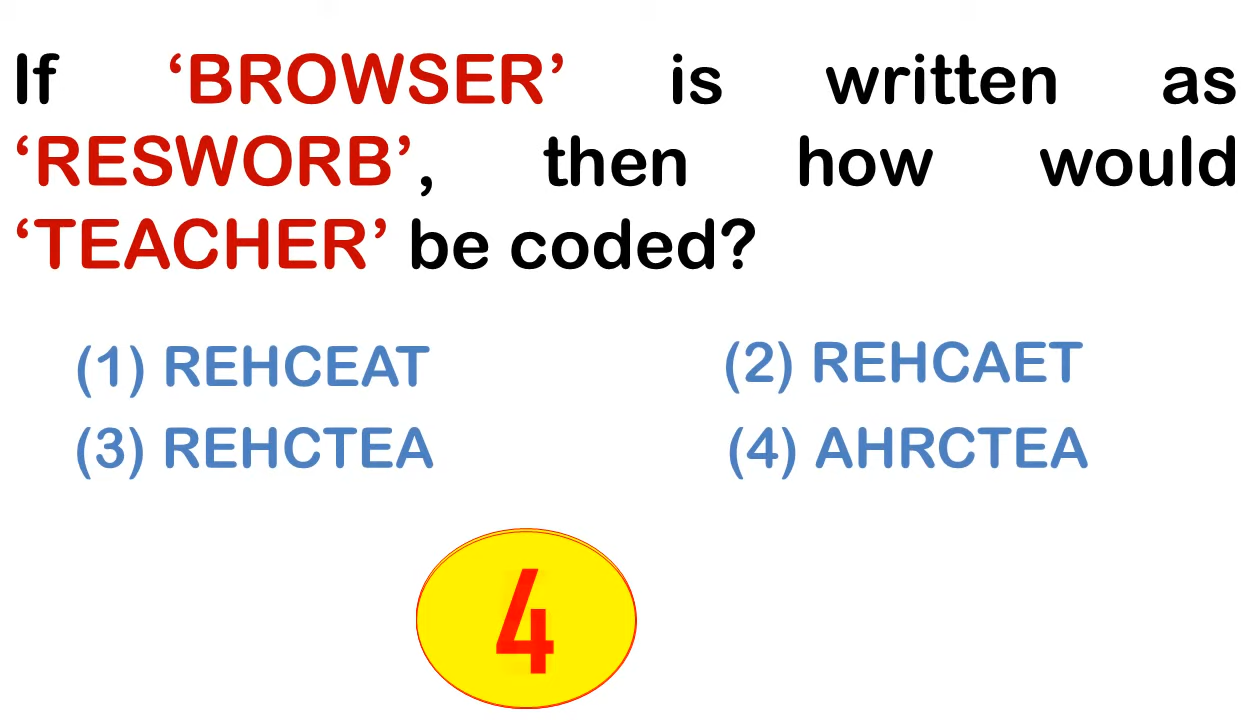 If ‘BROWSER’ is written as
‘RESWORB’, then how would
‘TEACHER’ be coded?
(1) REHCEAT (2) REHCAET
(3) REHCTEA (4) AHRCTEA
4